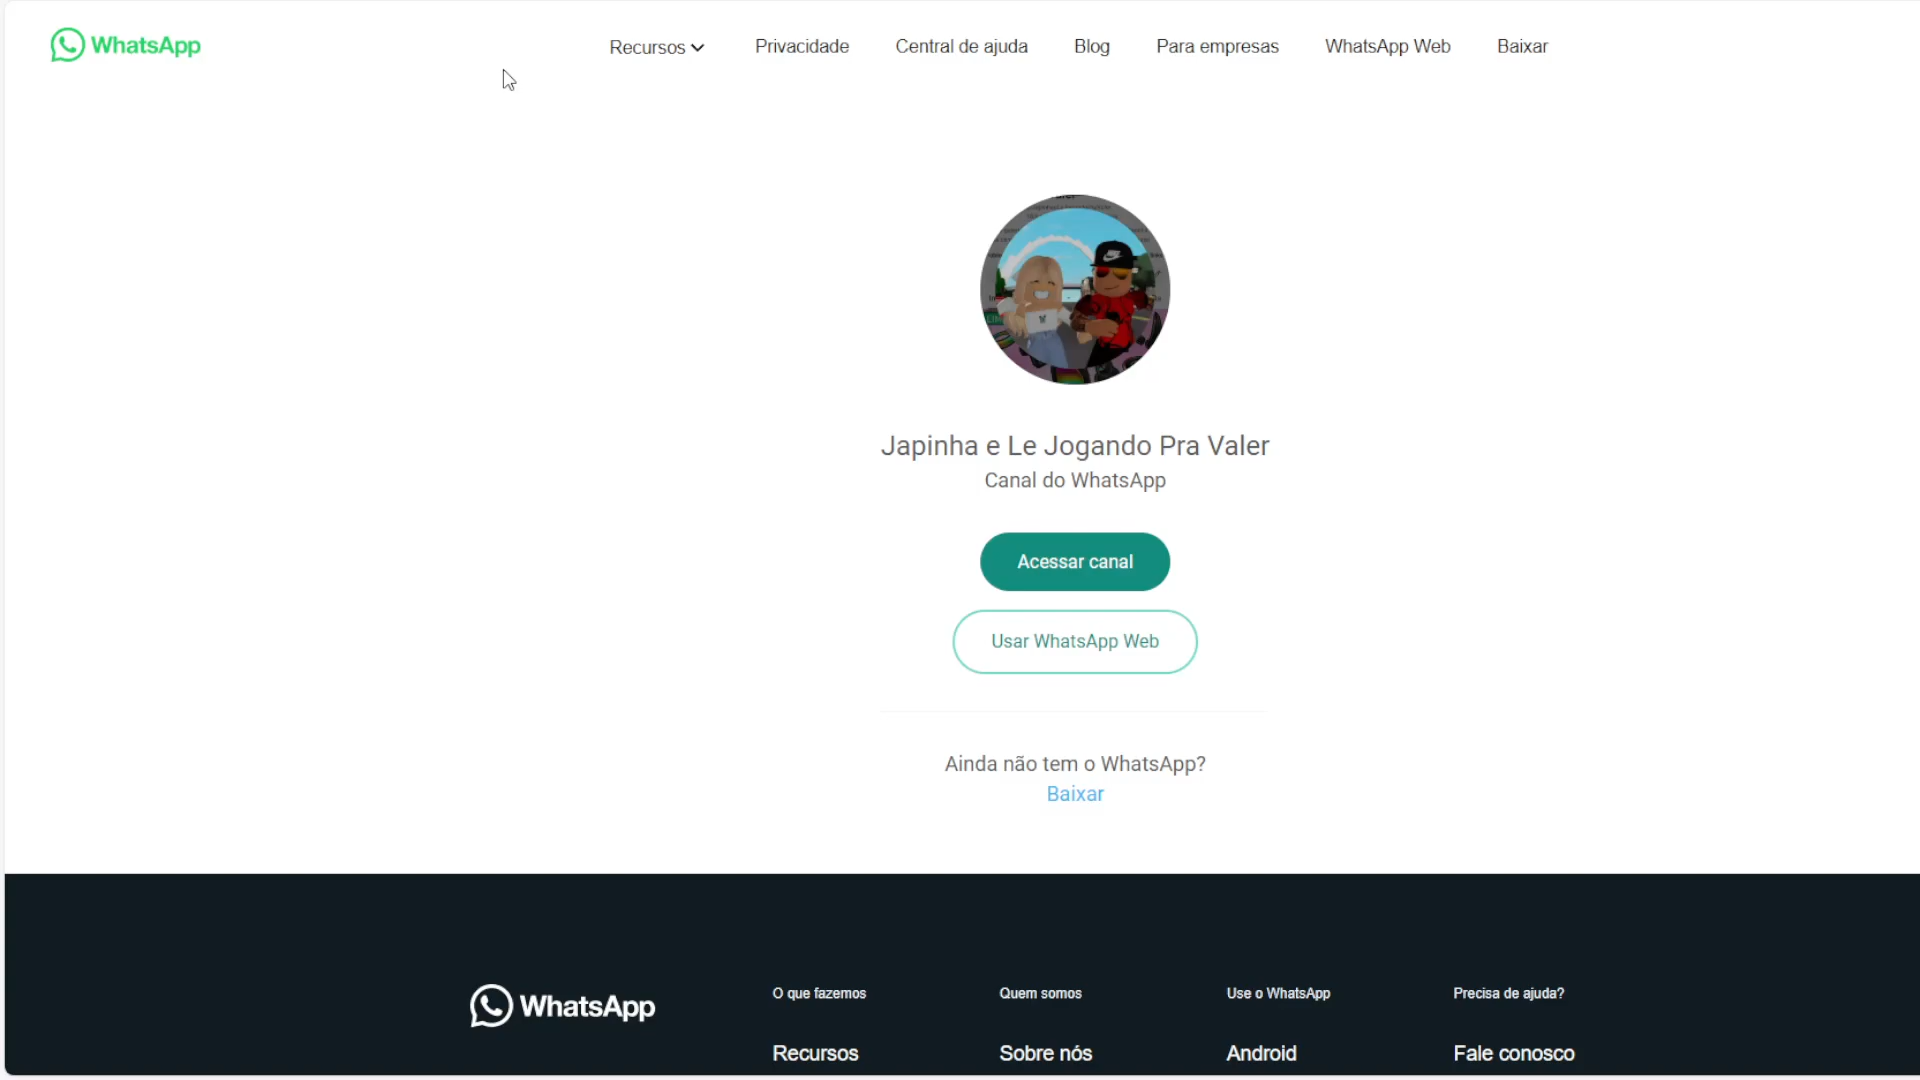 WhatsApp
Recursos
Privacidade
Central de ajuda
Blog
Para empresas
WhatsApp Web
Baixar
Japinha e Le Jogando Pra Valer
Canal do WhatsApp
Acessar canal
Usar WhatsApp Web
Ainda não tem o WhatsApp?
Baixar
WhatsApp
O que fazemos
Quem somos
Use o WhatsApp
Precisa de ajuda?
Recursos
Sobre nós
Android
Fale conosco